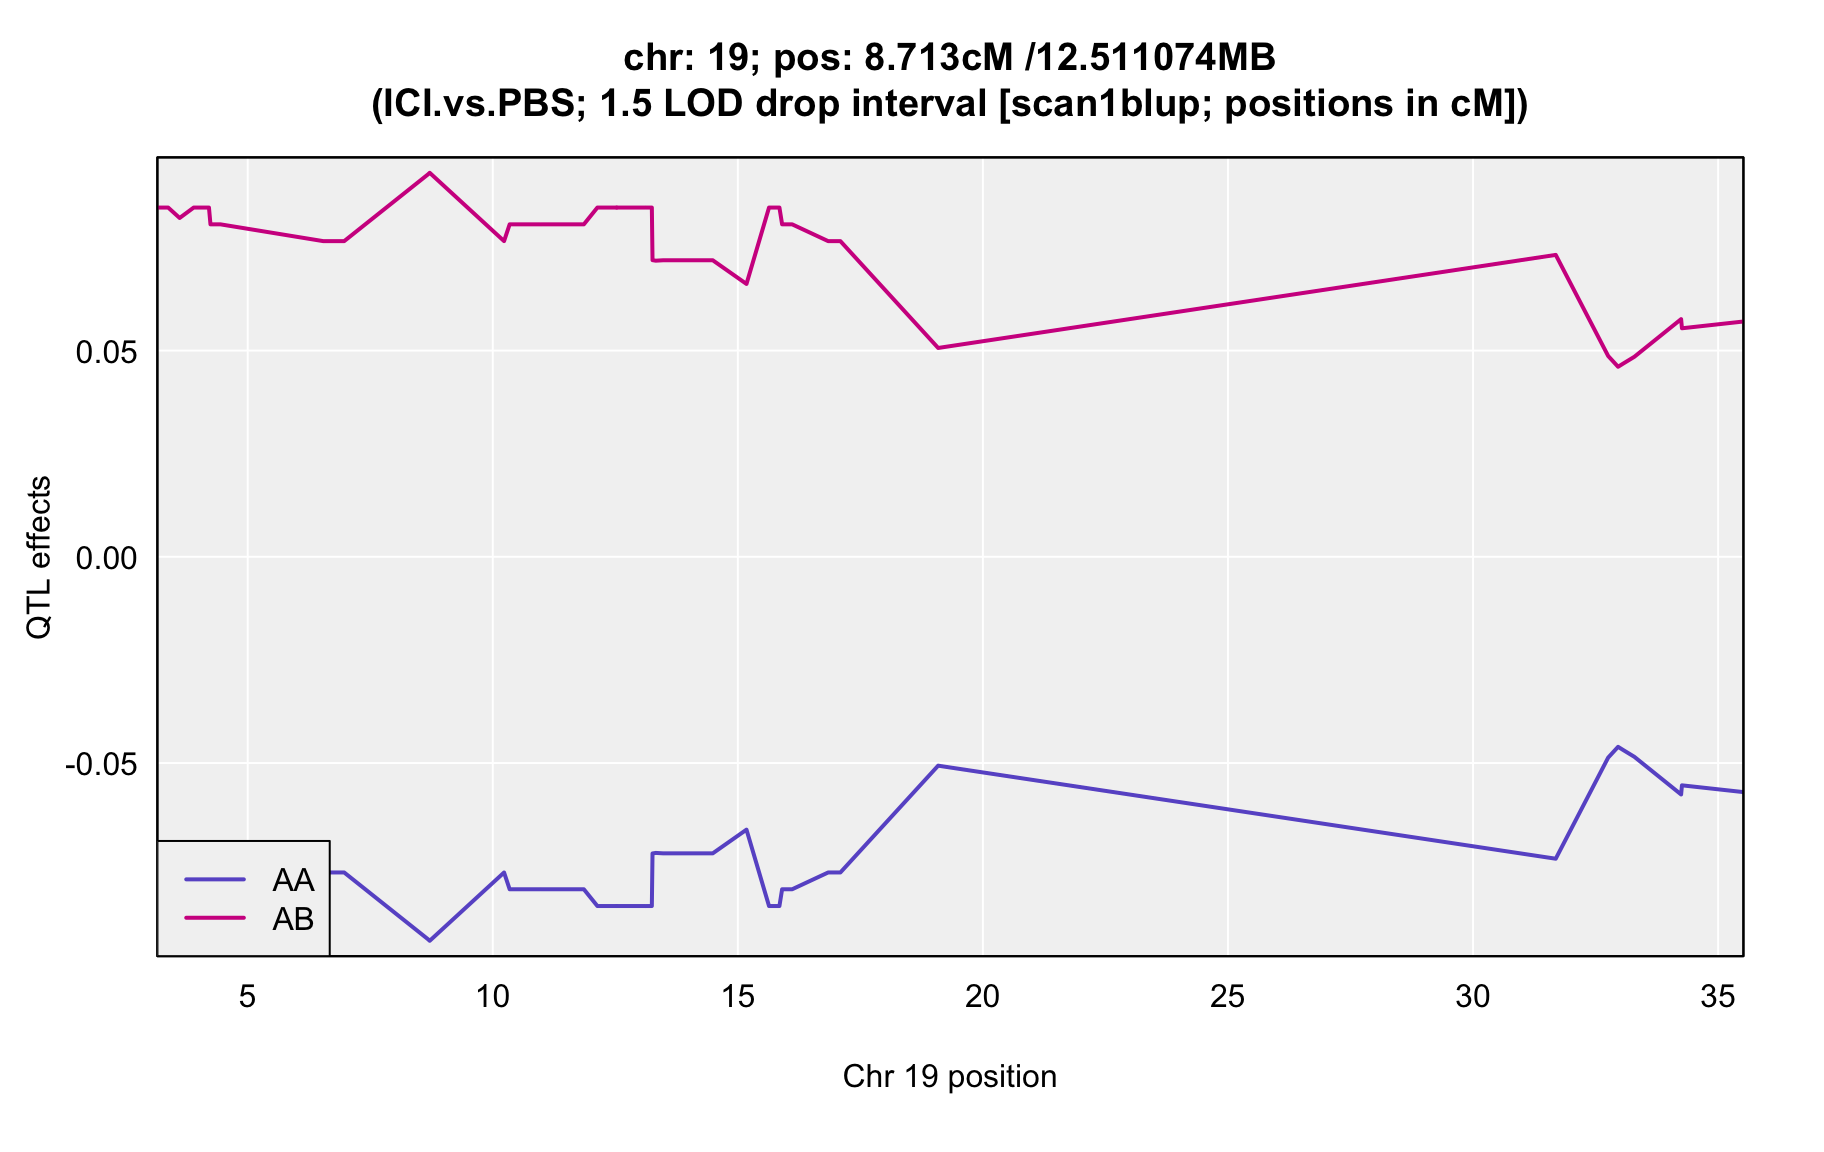 chr: 19; pos: 8.713cM /12.511074MB
(ICI.vs.PBS; 1.5 LOD drop interval [scan1blup; positions in cM])
QTL effects
0.05
0.00
-0.05
AA
AB
5 10 15 20 25 30 35
Chr 19 position